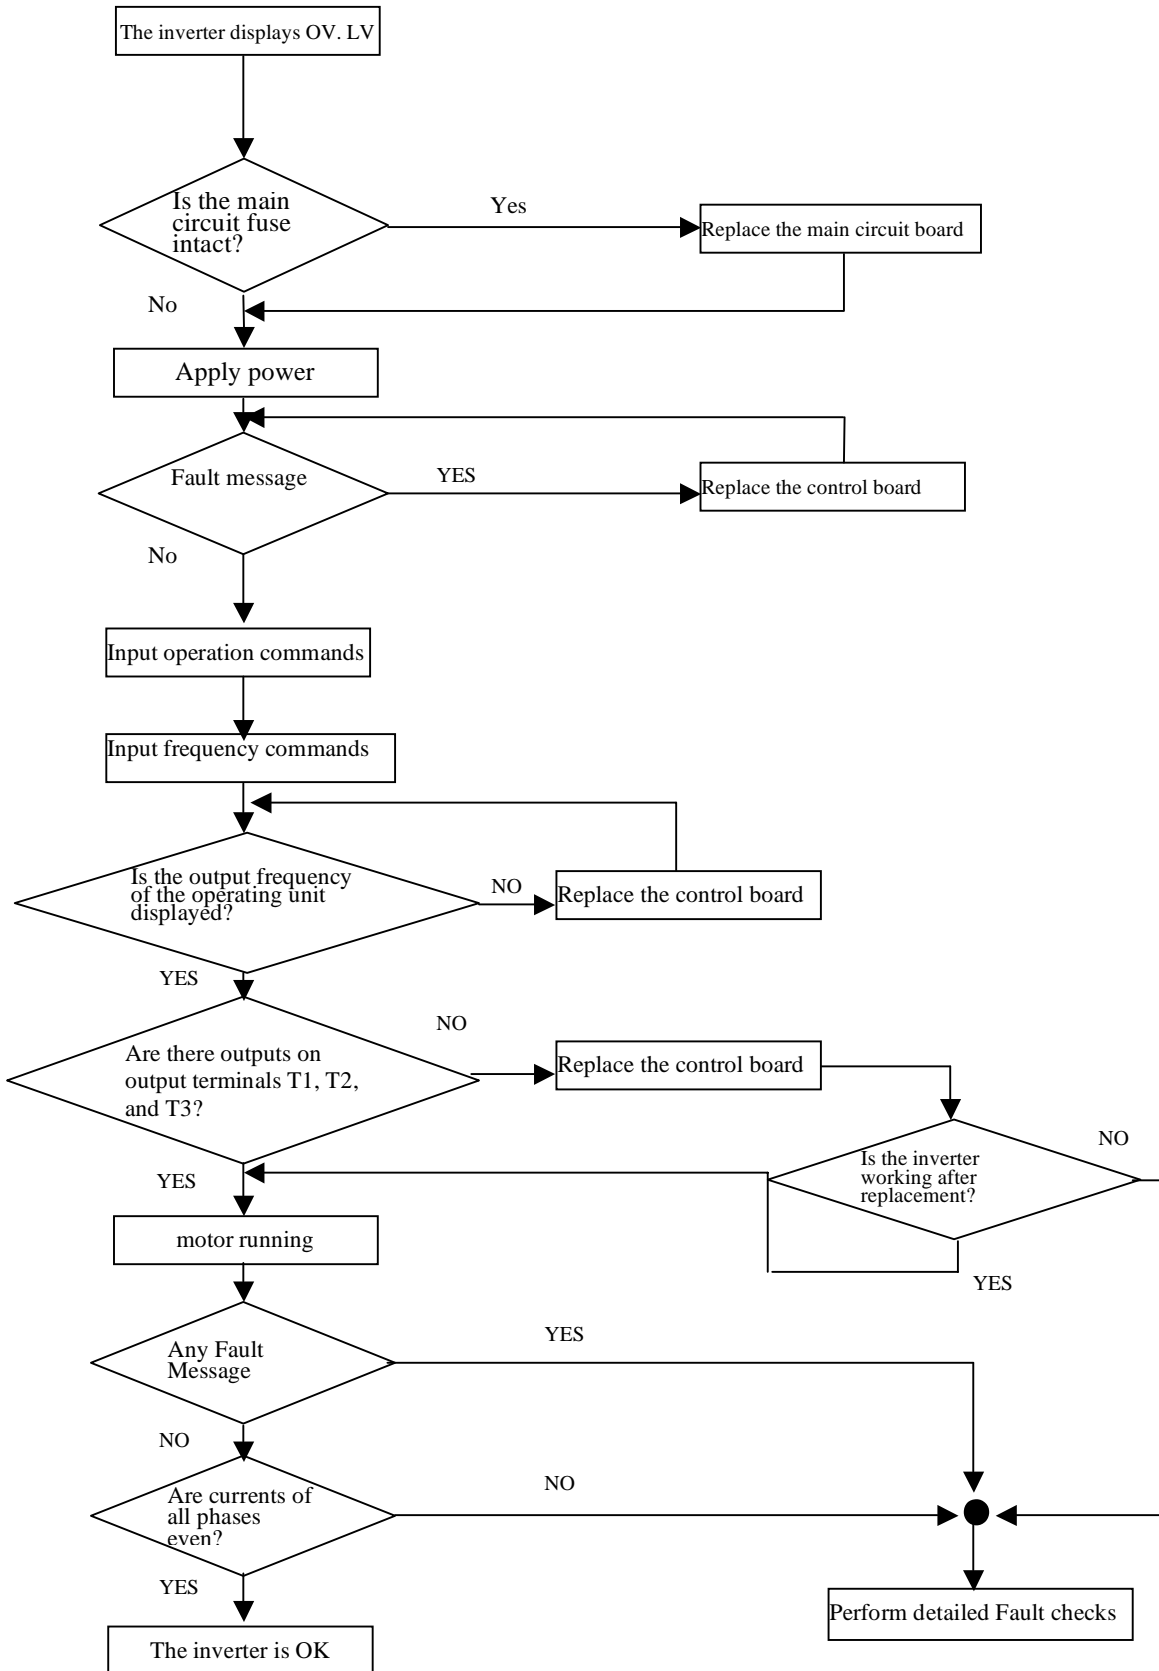 The inverter displays OV. LV
Is the main
circuit fuse
intact?
Yes
Replace the main circuit board
No
Apply power
Fault message
YES
Replace the control board
No
Input operation commands
Input frequency commands
Is the output frequency
of the operating unit
displayed?
NO
Replace the control board
YES
Are there outputs on
output terminals T1, T2,
and T3?
NO
Replace the control board
Is the inverter
working after
replacement?
NO
YES
YES
motor running
Any Fault
Message
YES
NO
Are currents of
all phases
even?
NO
YES
Perform detailed Fault checks
The inverter is OK